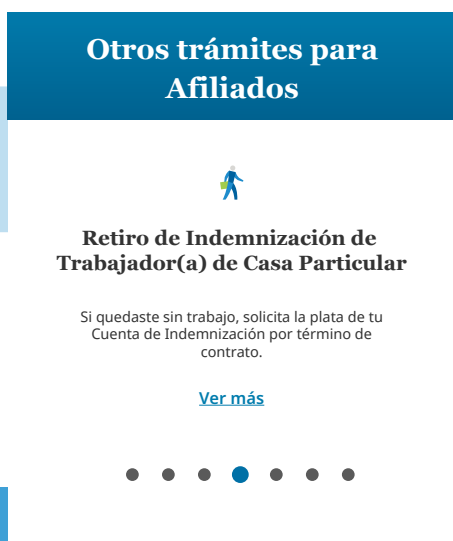 Otros trámites para
Afiliados
Retiro de Indemnización de
Trabajador(a) de Casa Particular
Si quedaste sin trabajo, solicita la plata de tu
Cuenta de Indemnización por término de
contrato.
Ver más